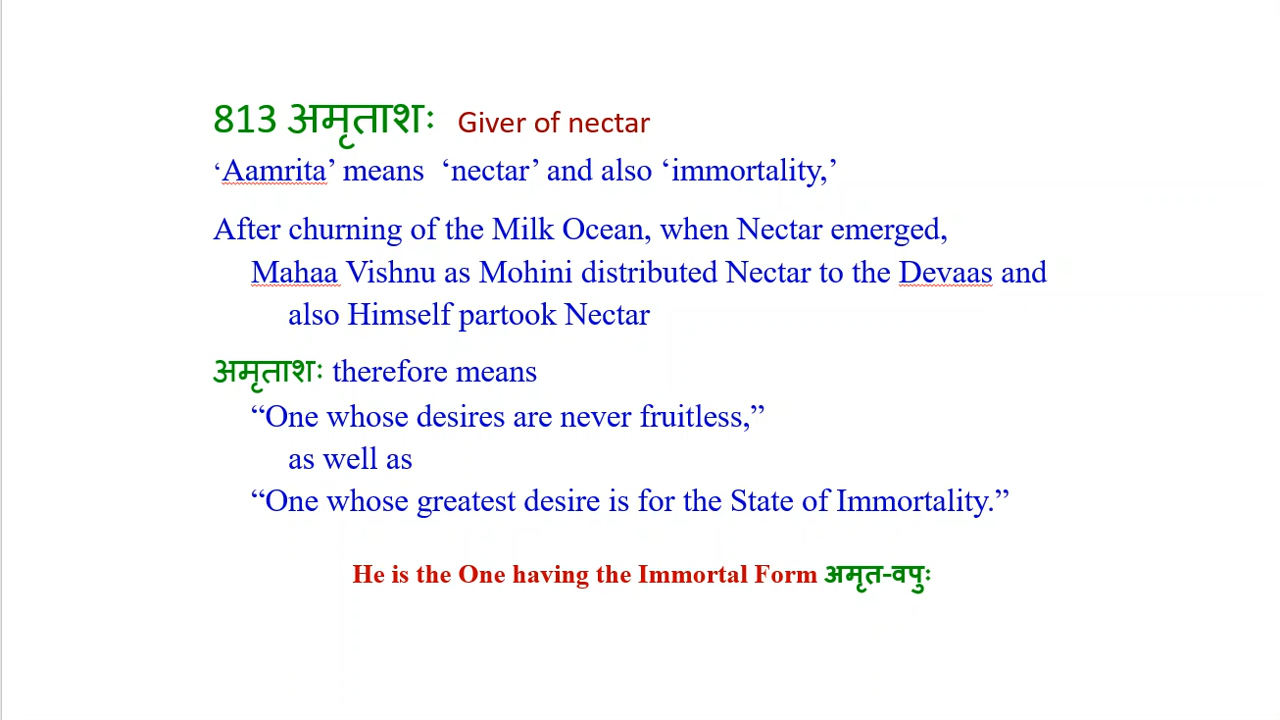 813 अमृताशः Giver of nectar
‘Aamrita’ means ‘nectar’ and also ‘immortality,’
After churning of the Milk Ocean, when Nectar emerged,
Mahaa Vishnu as Mohini distributed Nectar to the Devaas and
also Himself partook Nectar
अमृताशः therefore means
“One whose desires are never fruitless,”
as well as
“One whose greatest desire is for the State of Immortality.”
He is the One having the Immortal Form अमृत-वपुः